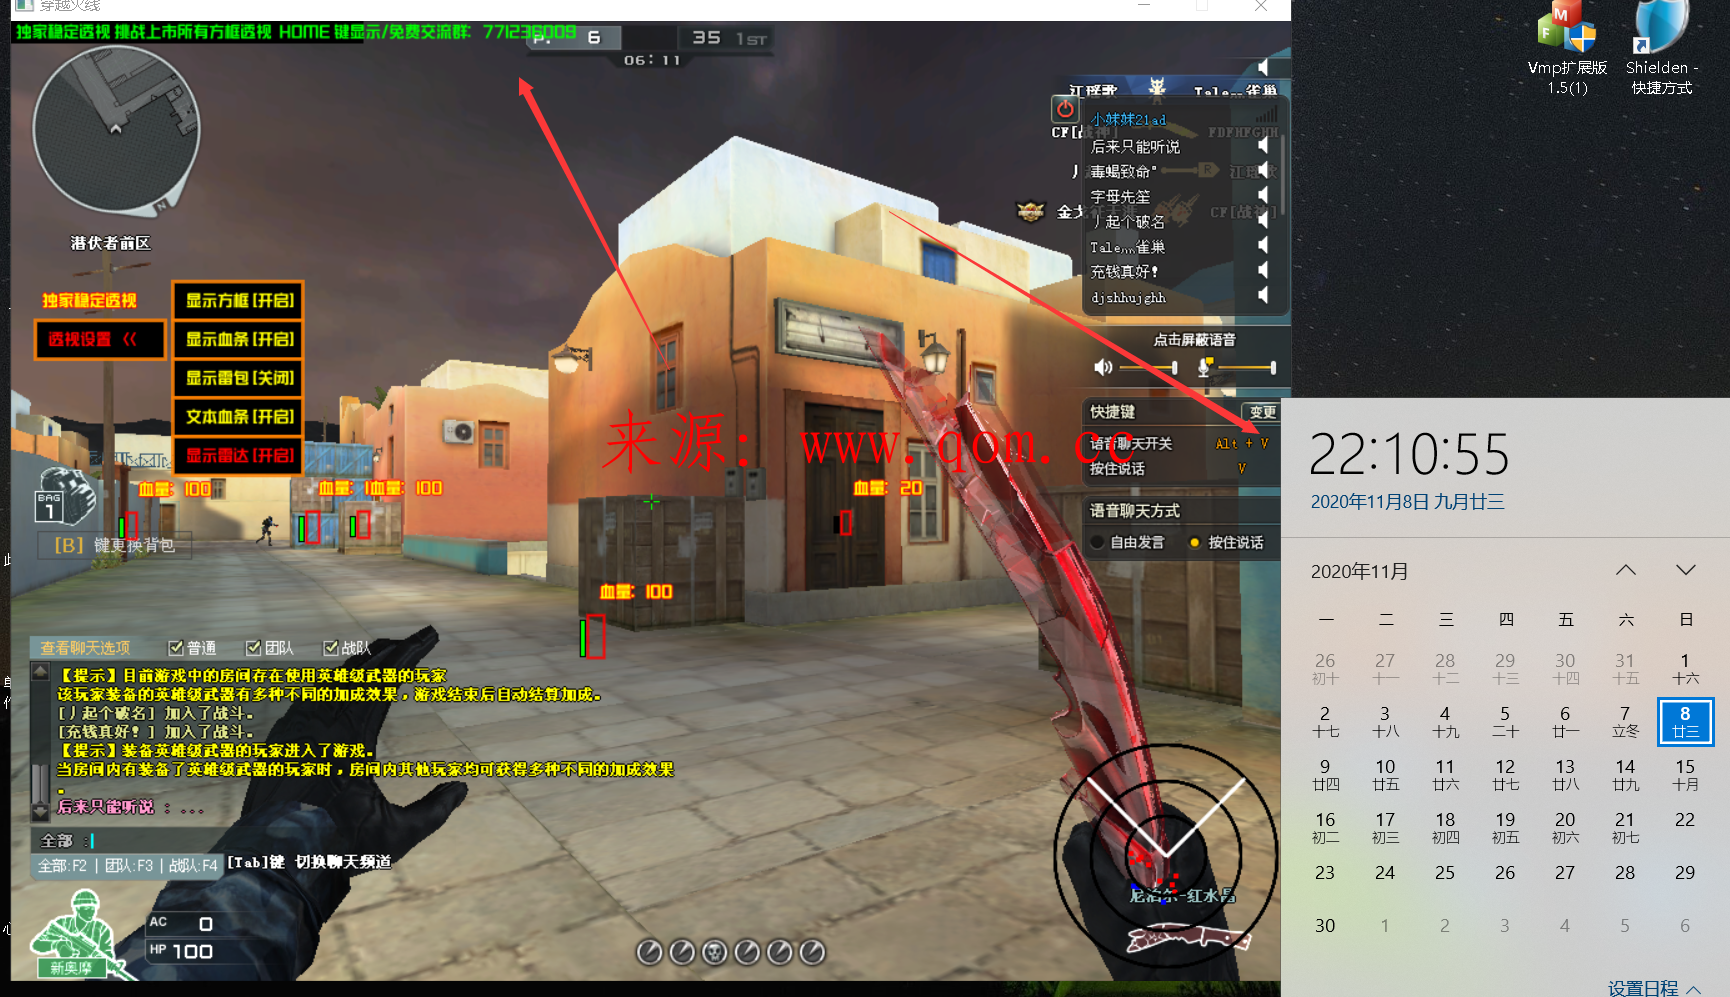 穿越火线
独家稳定透视 挑战上市所有方框透视 HOME 键显示/免费交流群: 771236009
6
35 1ST
06:11
潜伏者前区
独家稳定透视
透视设置 《
显示方框[开启]
显示血条[开启]
显示雷包[关闭]
文本血条[开启]
显示雷达[开启]
BAG
1
[B] 键更换背包
血量: 100
血量: 1血量: 100
血量: 20
血量: 100
江瑶歌
Tale灬雀巢
小妹妹21ad
后来只能听说
毒蝎致命°
字母先笙
丿起个破名
Tale灬雀巢
充钱真好!
djshhujghh
点击屏蔽语音
快捷键 变更
语音聊天开关 Alt + V
按住说话 V
语音聊天方式
自由发言 按住说话
来源: www.qom.cc
查看聊天选项 普通 团队 战队
【提示】目前游戏中的房间存在使用英雄级武器的玩家
该玩家装备的英雄级武器有多种不同的加成效果,游戏结束后自动结算加成。
[丿起个破名] 加入了战斗。
[充钱真好! ] 加入了战斗。
【提示】装备英雄级武器的玩家进入了游戏。
当房间内有装备了英雄级武器的玩家时,房间内其他玩家均可获得多种不同的加成效果
。
后来只能听说 : ...
全部 :
全部:F2 | 团队:F3 | 战队:F4 [Tab]键 切换聊天频道
AC 0
HP 100
新奥摩
尼泊尔-红水晶
Vmp扩展版
1.5(1)
Shielden -
快捷方式
22:10:55
2020年11月8日 九月廿三
2020年11月
一 二 三 四 五 六 日
26 27 28 29 30 31 1
初十 十一 十二 十三 十四 十五 十六
2 3 4 5 6 7 8
十七 十八 十九 二十 廿一 立冬 廿三
9 10 11 12 13 14 15
廿四 廿五 廿六 廿七 廿八 廿九 十月
16 17 18 19 20 21 22
初二 初三 初四 初五 初六 初七
23 24 25 26 27 28 29
30 1 2 3 4 5 6
设置日程